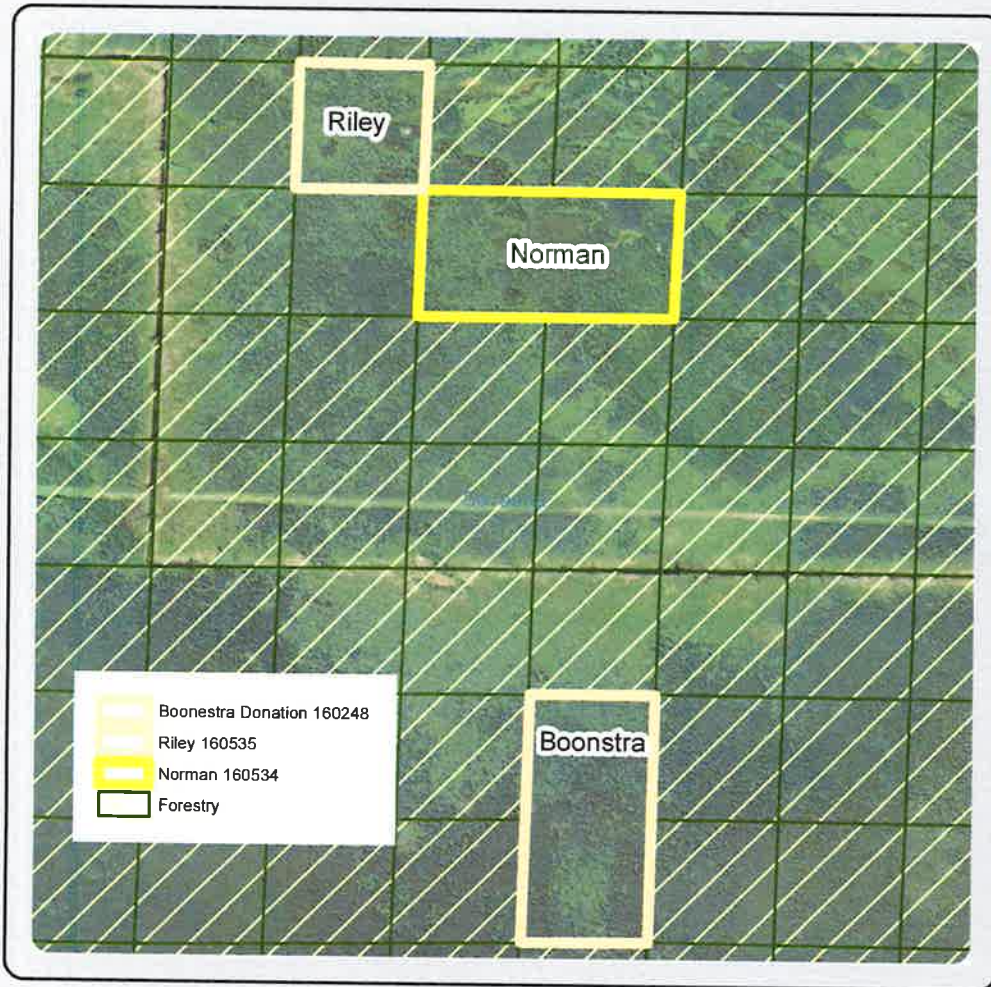 Riley
Norman
Boonstra
Boonestra Donation 160248
Riley 160535
Norman 160534
Forestry